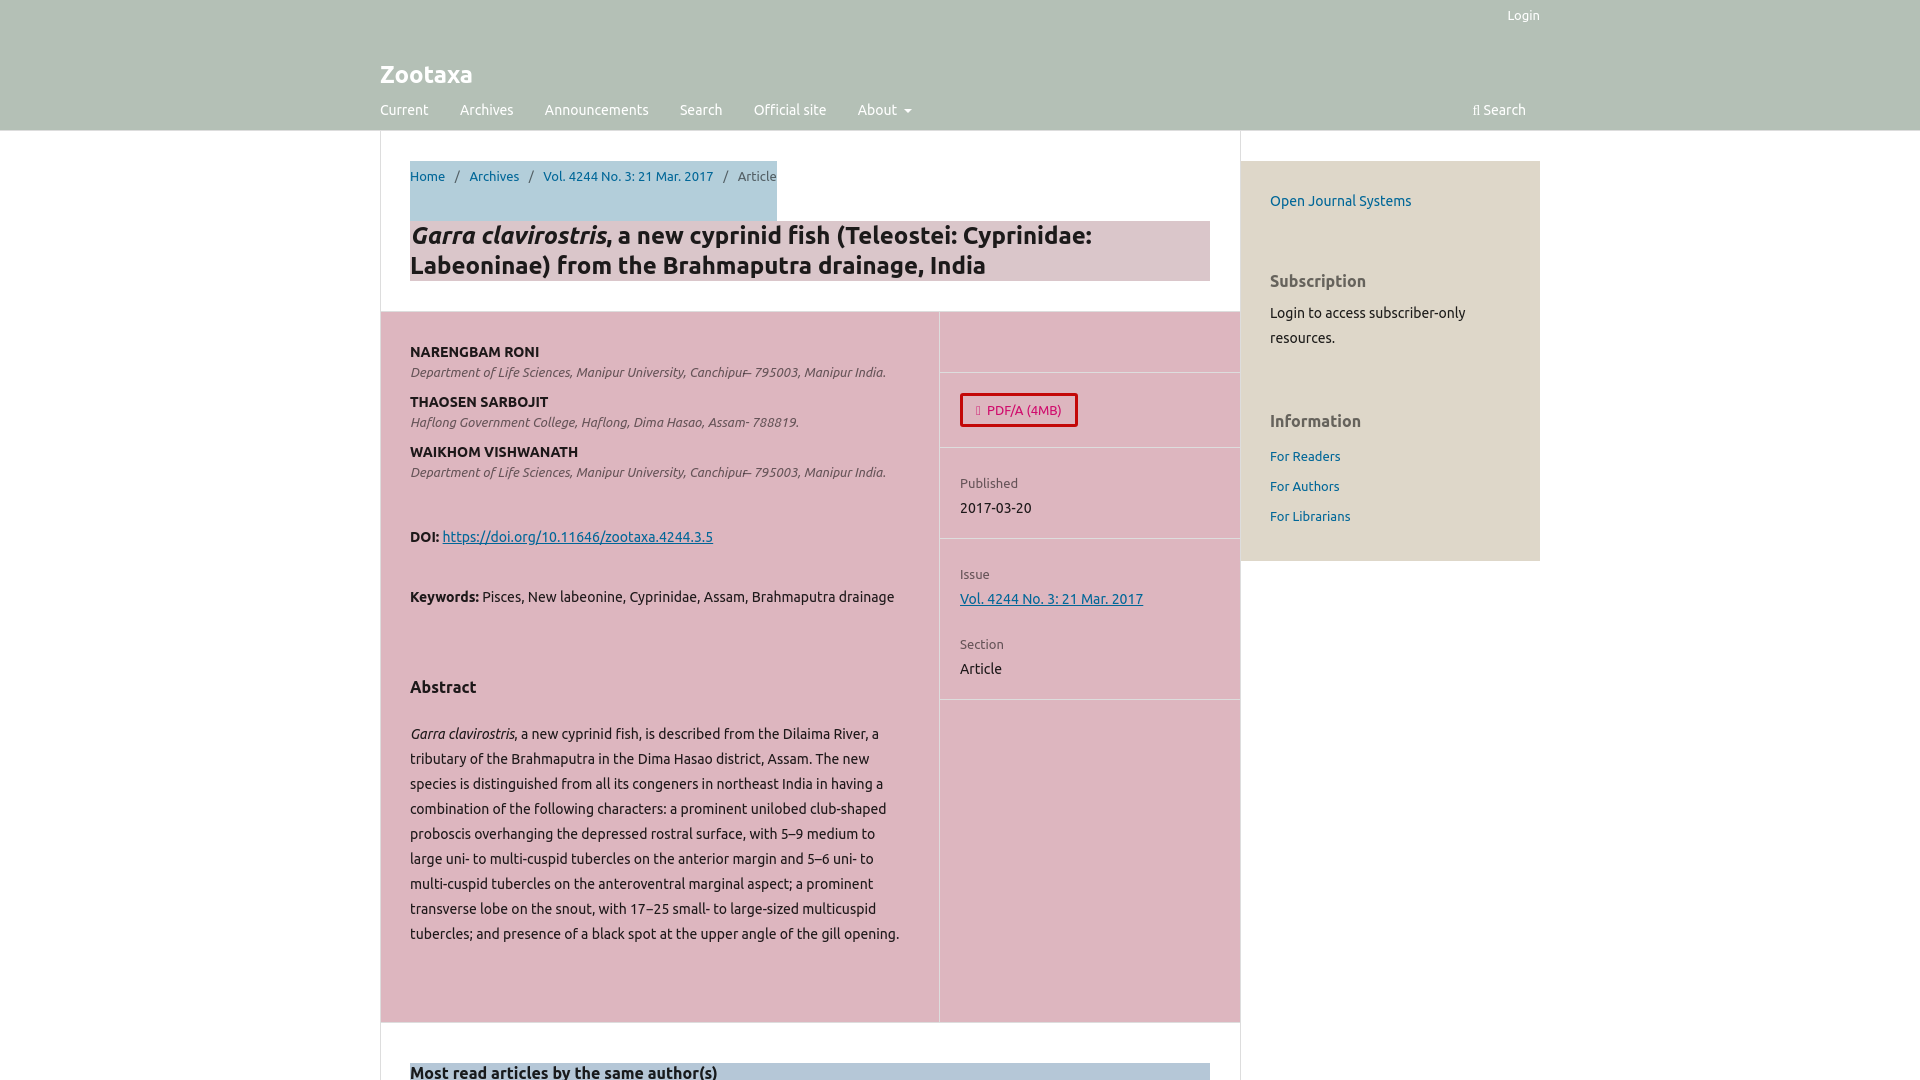 Login
Zootaxa
Current Archives Announcements Search Official site About Search
Home / Archives / Vol. 4244 No. 3: 21 Mar. 2017 / Article
Garra clavirostris, a new cyprinid fish (Teleostei: Cyprinidae:
Labeoninae) from the Brahmaputra drainage, India
NARENGBAM RONI
Department of Life Sciences, Manipur University, Canchipur– 795003, Manipur India.
THAOSEN SARBOJIT
Haflong Government College, Haflong, Dima Hasao, Assam- 788819.
WAIKHOM VISHWANATH
Department of Life Sciences, Manipur University, Canchipur– 795003, Manipur India.
DOI: https://doi.org/10.11646/zootaxa.4244.3.5
Keywords: Pisces, New labeonine, Cyprinidae, Assam, Brahmaputra drainage
Abstract
Garra clavirostris, a new cyprinid fish, is described from the Dilaima River, a
tributary of the Brahmaputra in the Dima Hasao district, Assam. The new
species is distinguished from all its congeners in northeast India in having a
combination of the following characters: a prominent unilobed club-shaped
proboscis overhanging the depressed rostral surface, with 5–9 medium to
large uni- to multi-cuspid tubercles on the anterior margin and 5–6 uni- to
multi-cuspid tubercles on the anteroventral marginal aspect; a prominent
transverse lobe on the snout, with 17−25 small- to large-sized multicuspid
tubercles; and presence of a black spot at the upper angle of the gill opening.
PDF/A (4MB)
Published
2017-03-20
Issue
Vol. 4244 No. 3: 21 Mar. 2017
Section
Article
Most read articles by the same author(s)
Open Journal Systems
Subscription
Login to access subscriber-only
resources.
Information
For Readers
For Authors
For Librarians